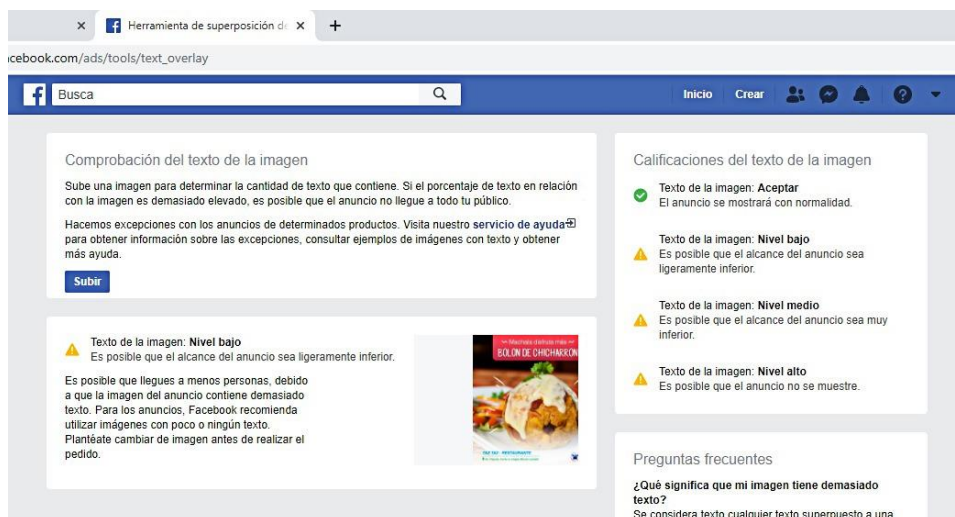 Herramienta de superposición de
acebook.com/ads/tools/text_overlay
Busca
Inicio Crear
Comprobación del texto de la imagen
Sube una imagen para determinar la cantidad de texto que contiene. Si el porcentaje de texto en relación
con la imagen es demasiado elevado, es posible que el anuncio no llegue a todo tu público.
Hacemos excepciones con los anuncios de determinados productos. Visita nuestro servicio de ayuda
para obtener información sobre las excepciones, consultar ejemplos de imágenes con texto y obtener
más ayuda.
Subir
Texto de la imagen: Nivel bajo
Es posible que el alcance del anuncio sea ligeramente inferior.
Es posible que llegues a menos personas, debido
a que la imagen del anuncio contiene demasiado
texto. Para los anuncios, Facebook recomienda
utilizar imágenes con poco o ningún texto.
Plantéate cambiar de imagen antes de realizar el
pedido.
BOLON DE CHICHARRON
Calificaciones del texto de la imagen
Texto de la imagen: Aceptar
El anuncio se mostrará con normalidad.
Texto de la imagen: Nivel bajo
Es posible que el alcance del anuncio sea
ligeramente inferior.
Texto de la imagen: Nivel medio
Es posible que el alcance del anuncio sea muy
inferior.
Texto de la imagen: Nivel alto
Es posible que el anuncio no se muestre.
Preguntas frecuentes
¿Qué significa que mi imagen tiene demasiado
texto?
Se considera texto cualquier texto superpuesto a una